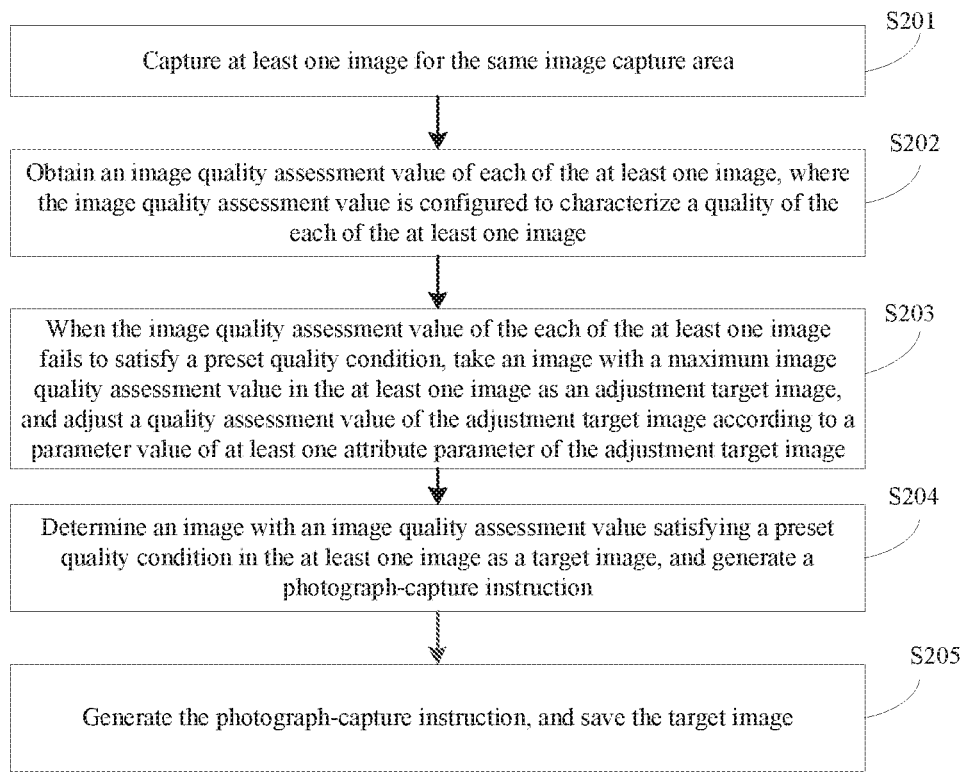 S201
Capture at least one image for the same image capture area
S202
Obtain an image quality assessment value of each of the at least one image, where
the image quality assessment value is configured to characterize a quality of the
each of the at least one image
S203
When the image quality assessment value of the each of the at least one image
fails to satisfy a preset quality condition, take an image with a maximum image
quality assessment value in the at least one image as an adjustment target image,
and adjust a quality assessment value of the adjustment target image according to a
parameter value of at least one attribute parameter of the adjustment target image
S204
Determine an image with an image quality assessment value satisfying a preset
quality condition in the at least one image as a target image, and generate a
photograph-capture instruction
S205
Generate the photograph-capture instruction, and save the target image